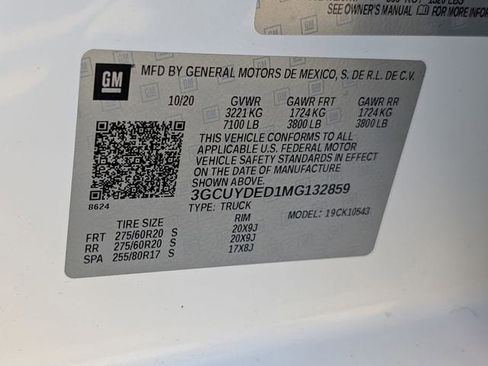 SEE OWNER'S MANUAL FOR MORE INFOR
GM
MFD BY GENERAL MOTORS DE MEXICO, S. DE R.L. DE C.V.
10/20 GVWR GAWR FRT GAWR RR
3221 KG 1724 KG 1724 KG
7100 LB 3800 LB 3800 LB
THIS VEHICLE CONFORMS TO ALL
APPLICABLE U.S. FEDERAL MOTOR
VEHICLE SAFETY STANDARDS IN EFFECT
ON THE DATE OF MANUFACTURE
SHOWN ABOVE.
3GCUYDED1MG132859
8624
TYPE: TRUCK
MODEL: 19CK10543
TIRE SIZE RIM
FRT 275/60R20 S 20X9J
RR 275/60R20 S 20X9J
SPA 255/80R17 S 17X8J